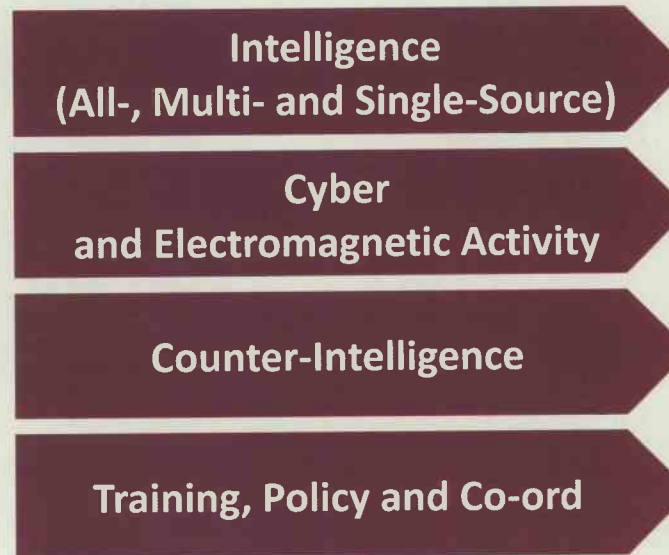 Intelligence
(All-, Multi- and Single-Source)
Cyber
and Electromagnetic Activity
Counter-Intelligence
Training, Policy and Co-ord